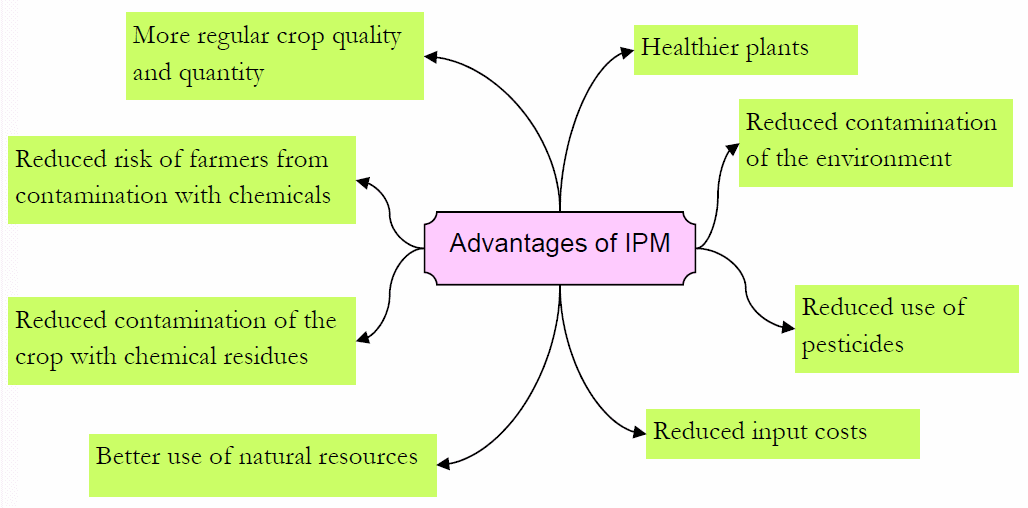 More regular crop quality
and quantity
Healthier plants
Reduced contamination
of the environment
Reduced risk of farmers from
contamination with chemicals
Advantages of IPM
Reduced contamination of the
crop with chemical residues
Reduced use of
pesticides
Reduced input costs
Better use of natural resources